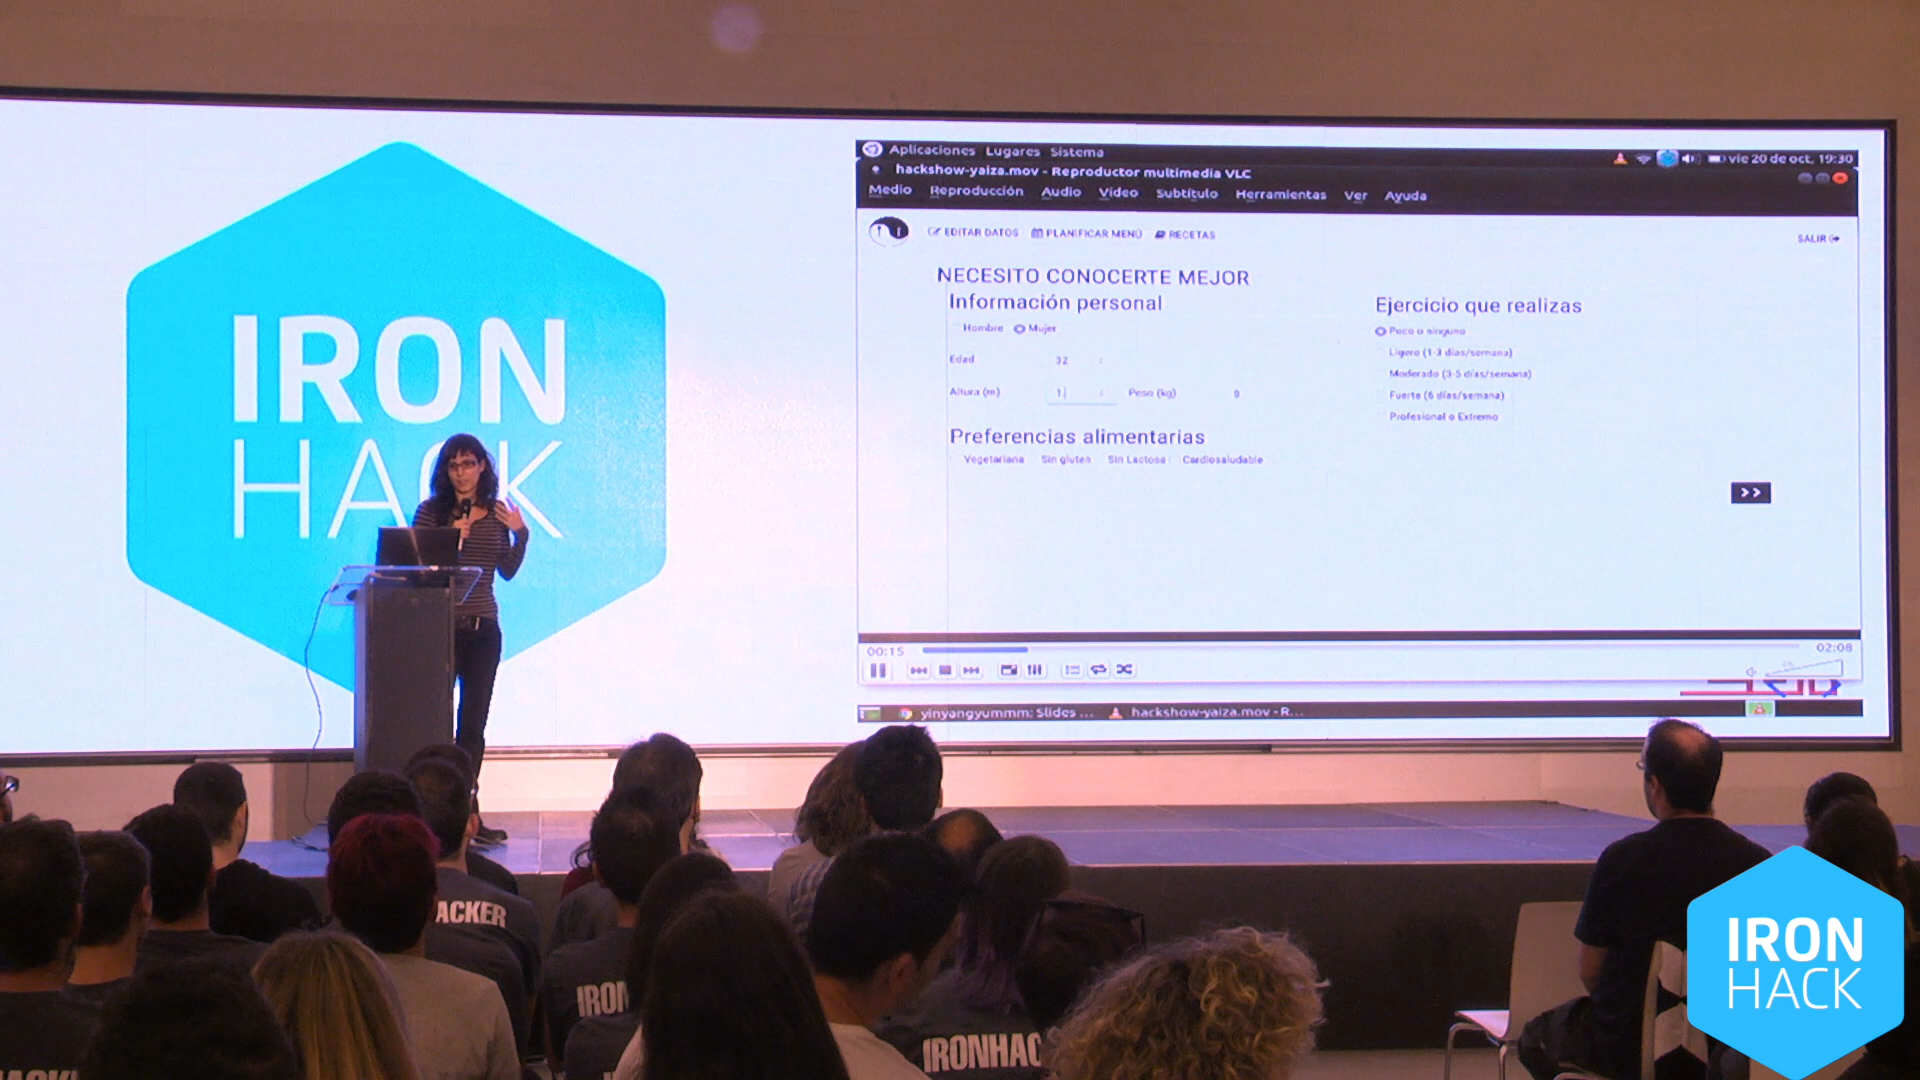 IRON
HACK
Aplicaciones Lugares Sistema
vie 20 de oct, 19:30
hackshow-yaiza.mov - Reproductor multimedia VLC
Medio Reproducción Audio Vídeo Subtítulo Herramientas Ver Ayuda
EDITAR DATOS PLANIFICAR MENÚ RECETAS
SALIR
NECESITO CONOCERTE MEJOR
Información personal
Hombre Mujer
Edad 32
Altura (m) 1 Peso (kg) 0
Preferencias alimentarias
Vegetariana Sin gluten Sin Lactosa Cardiosaludable
Ejercicio que realizas
Poco o ninguno
Ligero (1-3 días/semana)
Moderado (3-5 días/semana)
Fuerte (6 días/semana)
Profesional o Extremo
>>
00:15
02:08
0%
yinyangyummm: Slides ...
hackshow-yaiza.mov - R...
ACKER
IRON
IRONHAC
IRON
HACK